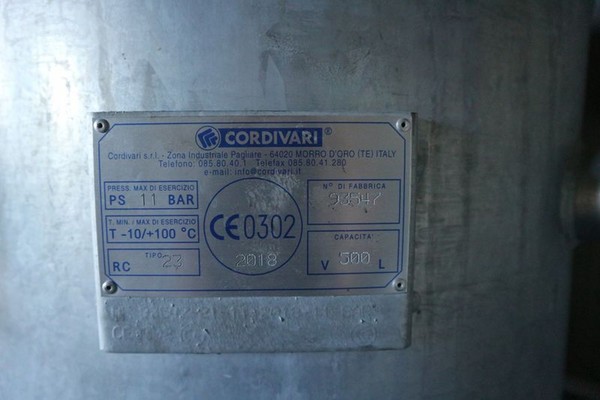 CORDIVARI®
Cordivari s.r.l. - Zona Industriale Pagliare - 64020 MORRO D'ORO (TE) ITALY
Telefono: 085.80.40.1 Telefax 085.80.41.280
e-mail: info@cordivari.it
PRESS. MAX DI ESERCIZIO
PS 11 BAR
T. MIN. / MAX DI ESERCIZIO
T -10/+100 °C
TIPO
RC 23
CE 0302
2018
N° DI FABBRICA
93547
CAPACITA'
V 500 L